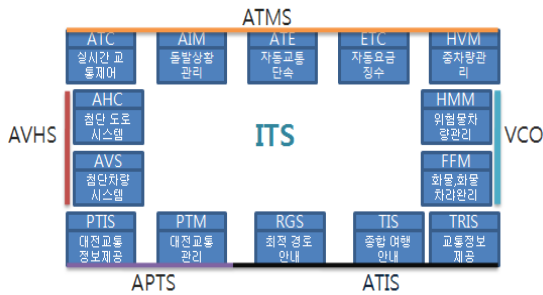 ATMS
ATC
실시간 교
통제어
AIM
돌발상황
관리
ATE
자동교통
단속
ETC
자동요금
징수
HVM
중차량관
리
AVHS
AHC
첨단 도로
시스템
AVS
첨단차량
시스템
ITS
HMM
위험물차
량관리
FFM
화물,화물
차라완리
VCO
PTIS
대전교통
정보제공
PTM
대전교통
관리
RGS
최적 경로
안내
TIS
종합 여행
안내
TRIS
교통정보
제공
APTS
ATIS